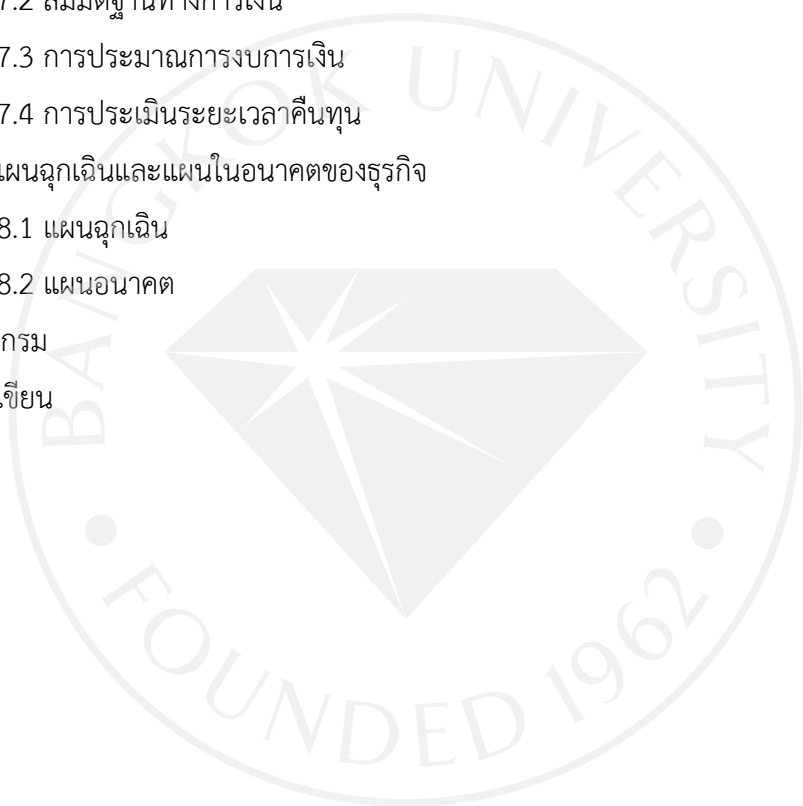 7.2 สมมติฐานทางการเงิน
7.3 การประมาณการงบการเงิน
7.4 การประเมินระยะเวลาคืนทุน
แผนฉุกเฉินและแผนในอนาคตของธุรกิจ
8.1 แผนฉุกเฉิน
8.2 แผนอนาคต
กรม
เขียน
BANGKOK UNIVERSITY
FOUNDED 1962